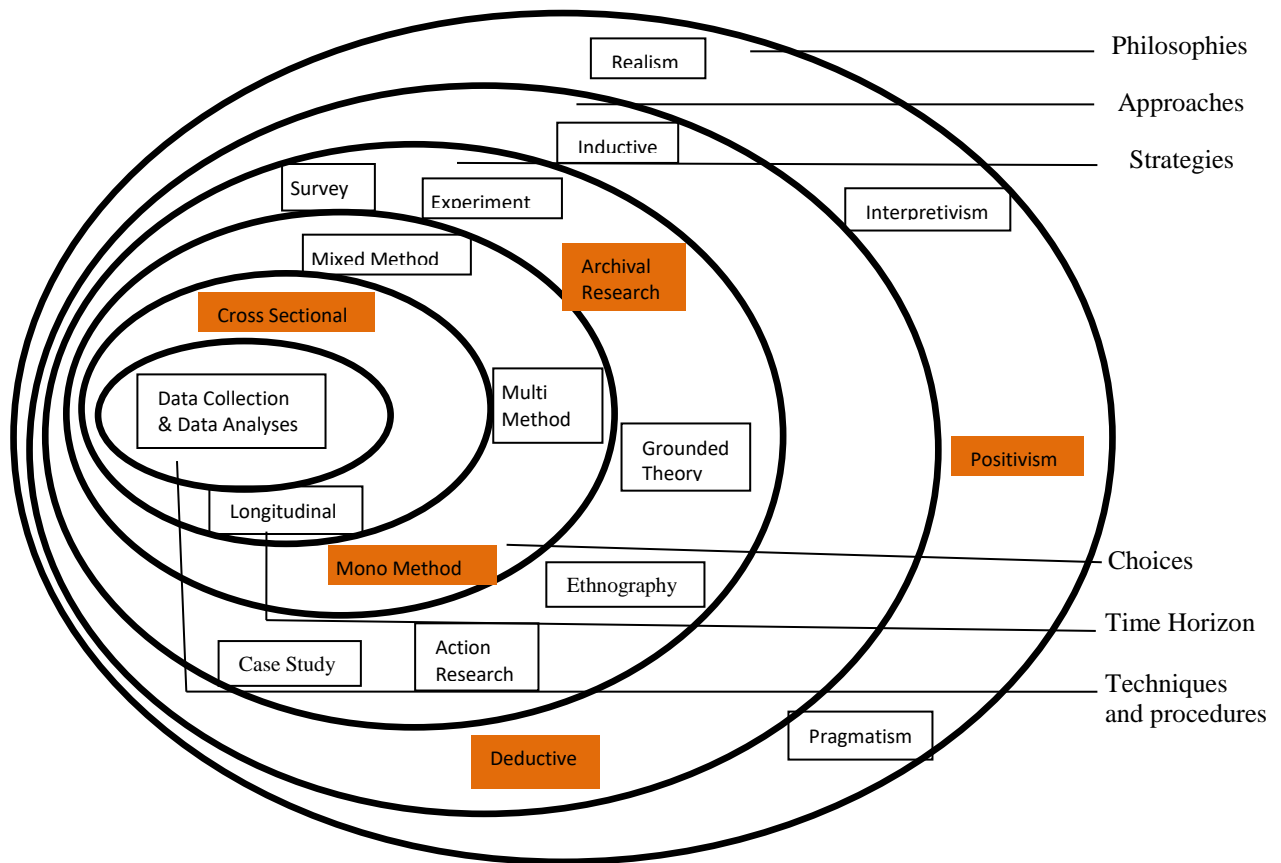 Philosophies
Realism
Approaches
Inductive
Strategies
Survey
Experiment
Interpretivism
Mixed Method
Archival
Research
Cross Sectional
Data Collection
& Data Analyses
Multi
Method
Grounded
Theory
Positivism
Longitudinal
Mono Method
Choices
Ethnography
Time Horizon
Case Study
Action
Research
Techniques
and procedures
Pragmatism
Deductive